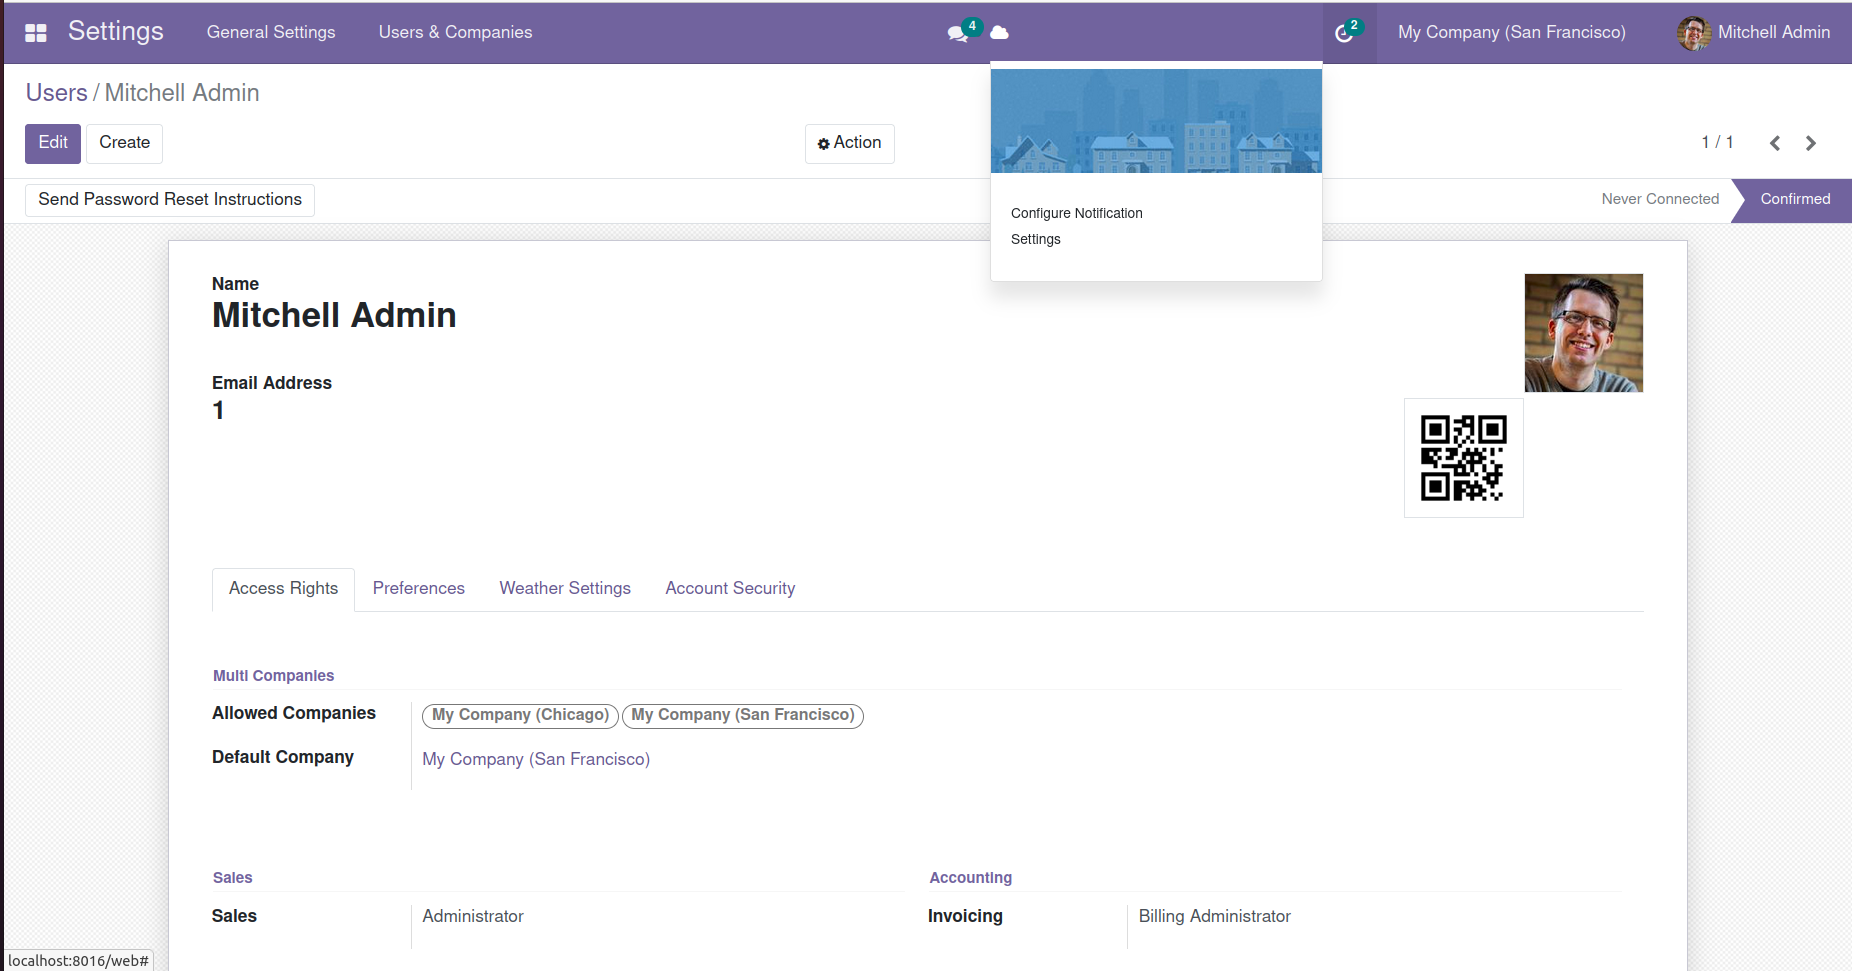 Settings General Settings Users & Companies 4 2 My Company (San Francisco) Mitchell Admin
Users / Mitchell Admin
Edit Create Action 1 / 1
Send Password Reset Instructions Never Connected Confirmed
Configure Notification
Settings
Name
Mitchell Admin
Email Address
1
Access Rights Preferences Weather Settings Account Security
Multi Companies
Allowed Companies My Company (Chicago) My Company (San Francisco)
Default Company My Company (San Francisco)
Sales Accounting
Sales Administrator Invoicing Billing Administrator
localhost:8016/web#